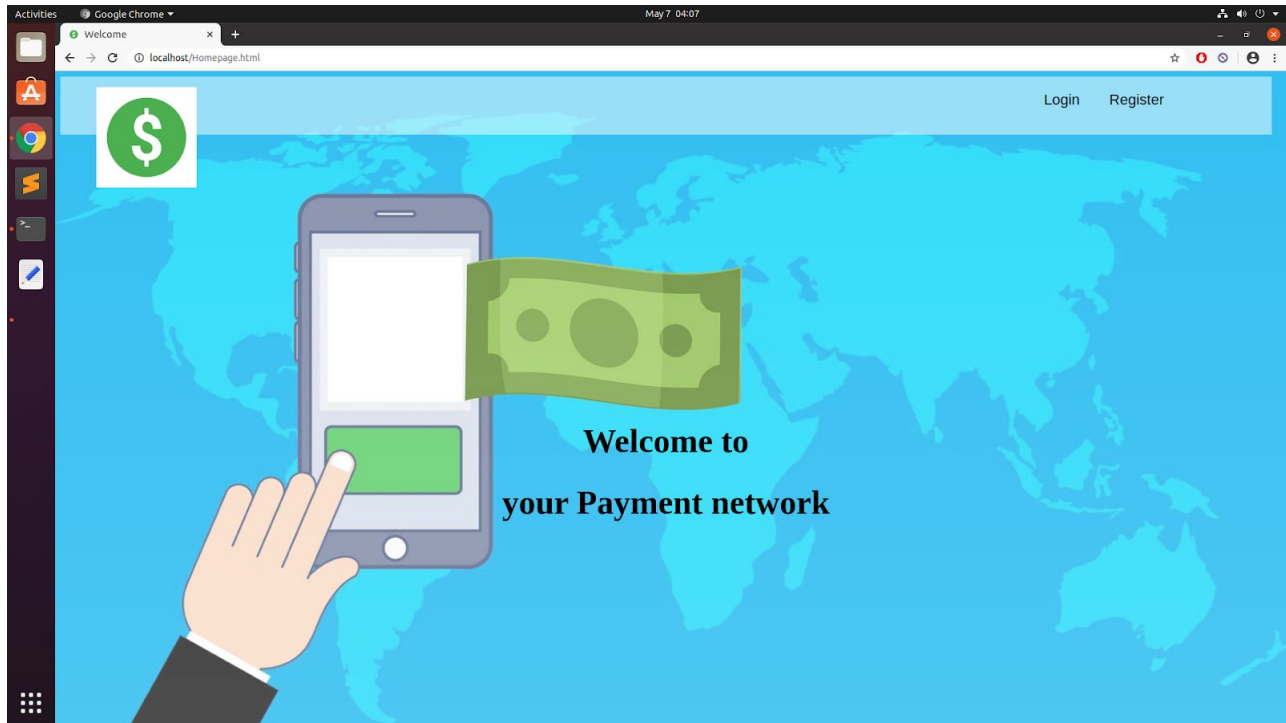 Activities Google Chrome May 7 04:07
Welcome
localhost/Homepage.html
Login Register
$
Welcome to
your Payment network